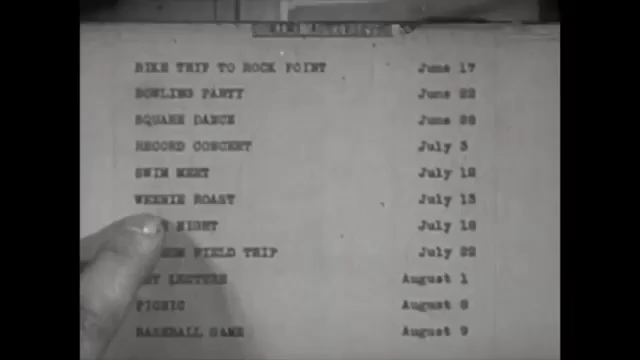 BIKE TRIP TO ROCK POINT June 17
BOWLING PARTY June 22
SQUARE DANCE June 28
RECORD CONCERT July 3
SWIM MEET July 12
WEENIE ROAST July 13
NIGHT July 18
FIELD TRIP July 22
LECTURE August 1
PICNIC August 8
BASEBALL GAME August 9